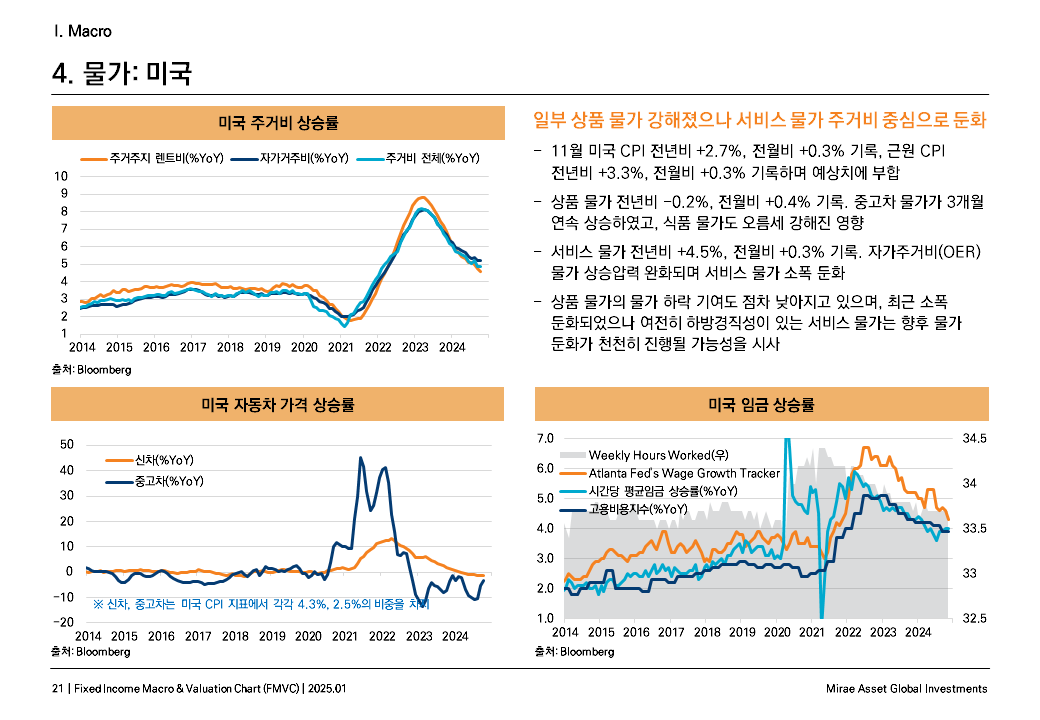 I. Macro
4. 물가: 미국
미국 주거비 상승률
주거주지 렌트비(%YoY) 자가거주비(%YoY) 주거비 전체(%YoY)
10
9
8
7
6
5
4
3
2
1
2014 2015 2016 2017 2018 2019 2020 2021 2022 2023 2024
출처: Bloomberg
일부 상품 물가 강해졌으나 서비스 물가 주거비 중심으로 둔화
– 11월 미국 CPI 전년비 +2.7%, 전월비 +0.3% 기록, 근원 CPI
전년비 +3.3%, 전월비 +0.3% 기록하며 예상치에 부합
– 상품 물가 전년비 -0.2%, 전월비 +0.4% 기록. 중고차 물가가 3개월
연속 상승하였고, 식품 물가도 오름세 강해진 영향
– 서비스 물가 전년비 +4.5%, 전월비 +0.3% 기록. 자가주거비(OER)
물가 상승압력 완화되며 서비스 물가 소폭 둔화
– 상품 물가의 물가 하락 기여도 점차 낮아지고 있으며, 최근 소폭
둔화되었으나 여전히 하방경직성이 있는 서비스 물가는 향후 물가
둔화가 천천히 진행될 가능성을 시사
미국 자동차 가격 상승률
신차(%YoY)
중고차(%YoY)
50
40
30
20
10
0
-10
-20
※ 신차, 중고차는 미국 CPI 지표에서 각각 4.3%, 2.5%의 비중을 차지
2014 2015 2016 2017 2018 2019 2020 2021 2022 2023 2024
출처: Bloomberg
미국 임금 상승률
Weekly Hours Worked(우)
Atlanta Fed's Wage Growth Tracker
시간당 평균임금 상승률(%YoY)
고용비용지수(%YoY)
7.0
6.0
5.0
4.0
3.0
2.0
1.0
34.5
34
33.5
33
32.5
2014 2015 2016 2017 2018 2019 2020 2021 2022 2023 2024
출처: Bloomberg
21 | Fixed Income Macro & Valuation Chart (FMVC) | 2025.01
Mirae Asset Global Investments